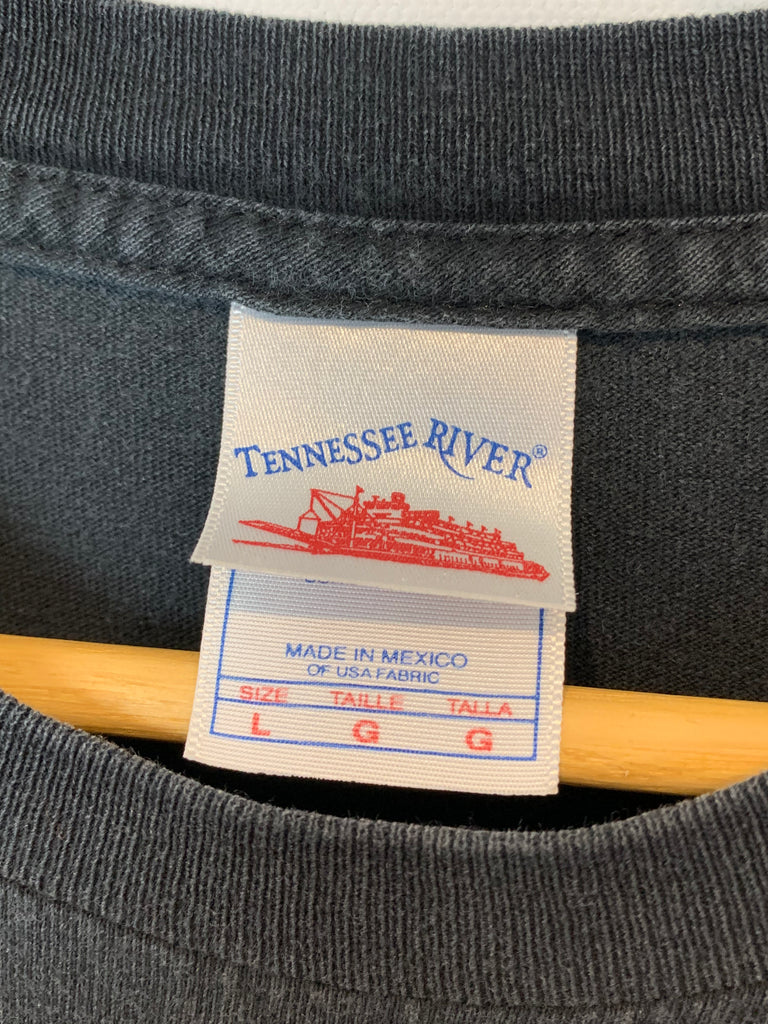 TENNESSEE RIVER®
MADE IN MEXICO
OF USA FABRIC
SIZE TAILLE TALLA
L G G